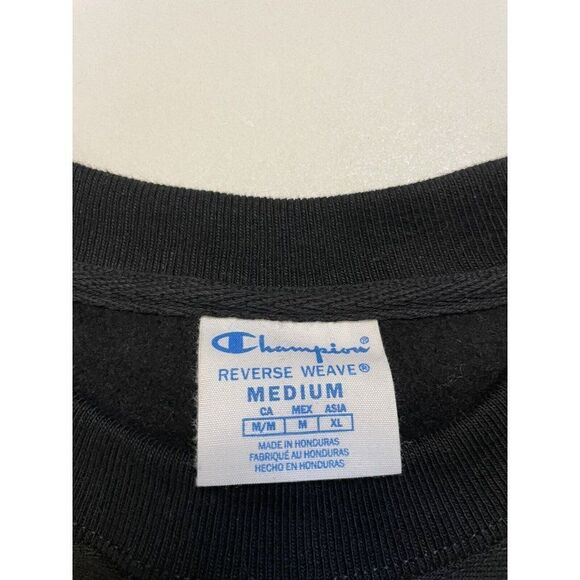 Champion®
REVERSE WEAVE®
MEDIUM
CA MEX ASIA
M/M M XL
MADE IN HONDURAS
FABRIQUÉ AU HONDURAS
HECHO EN HONDURAS